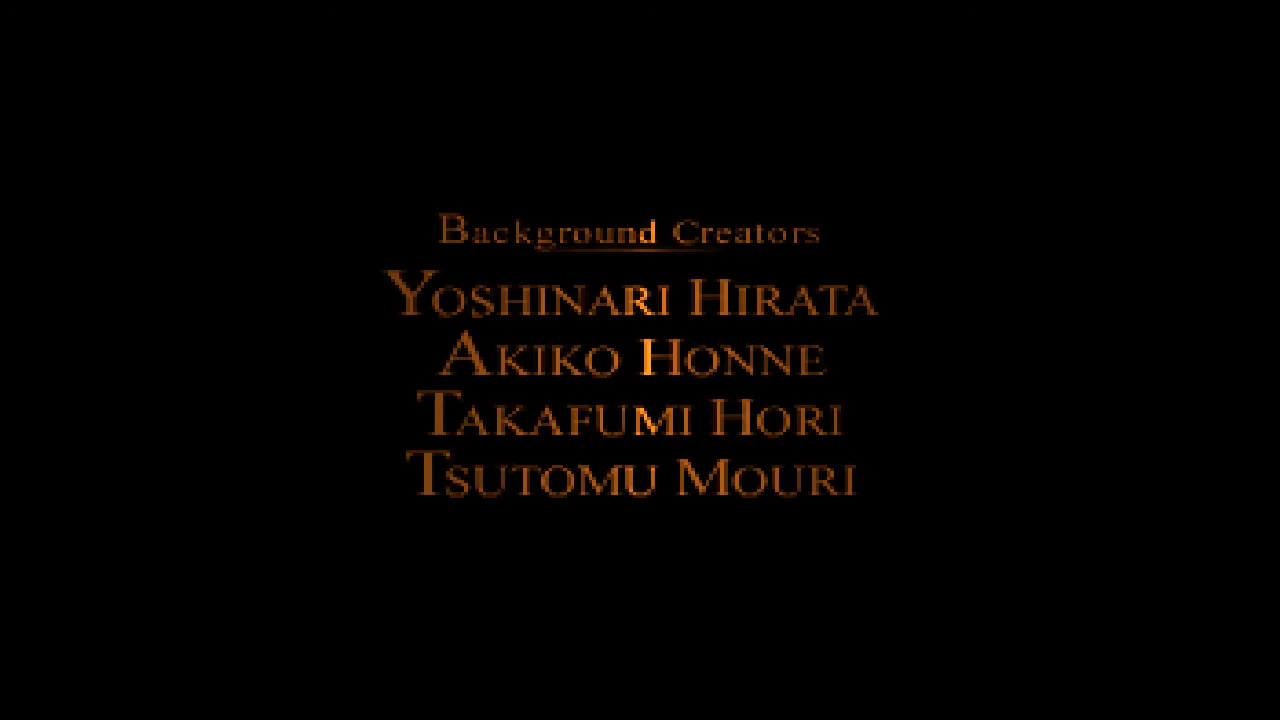 Background Creators
Yoshinari Hirata
Akiko Honne
Takafumi Hori
Tsutomu Mouri